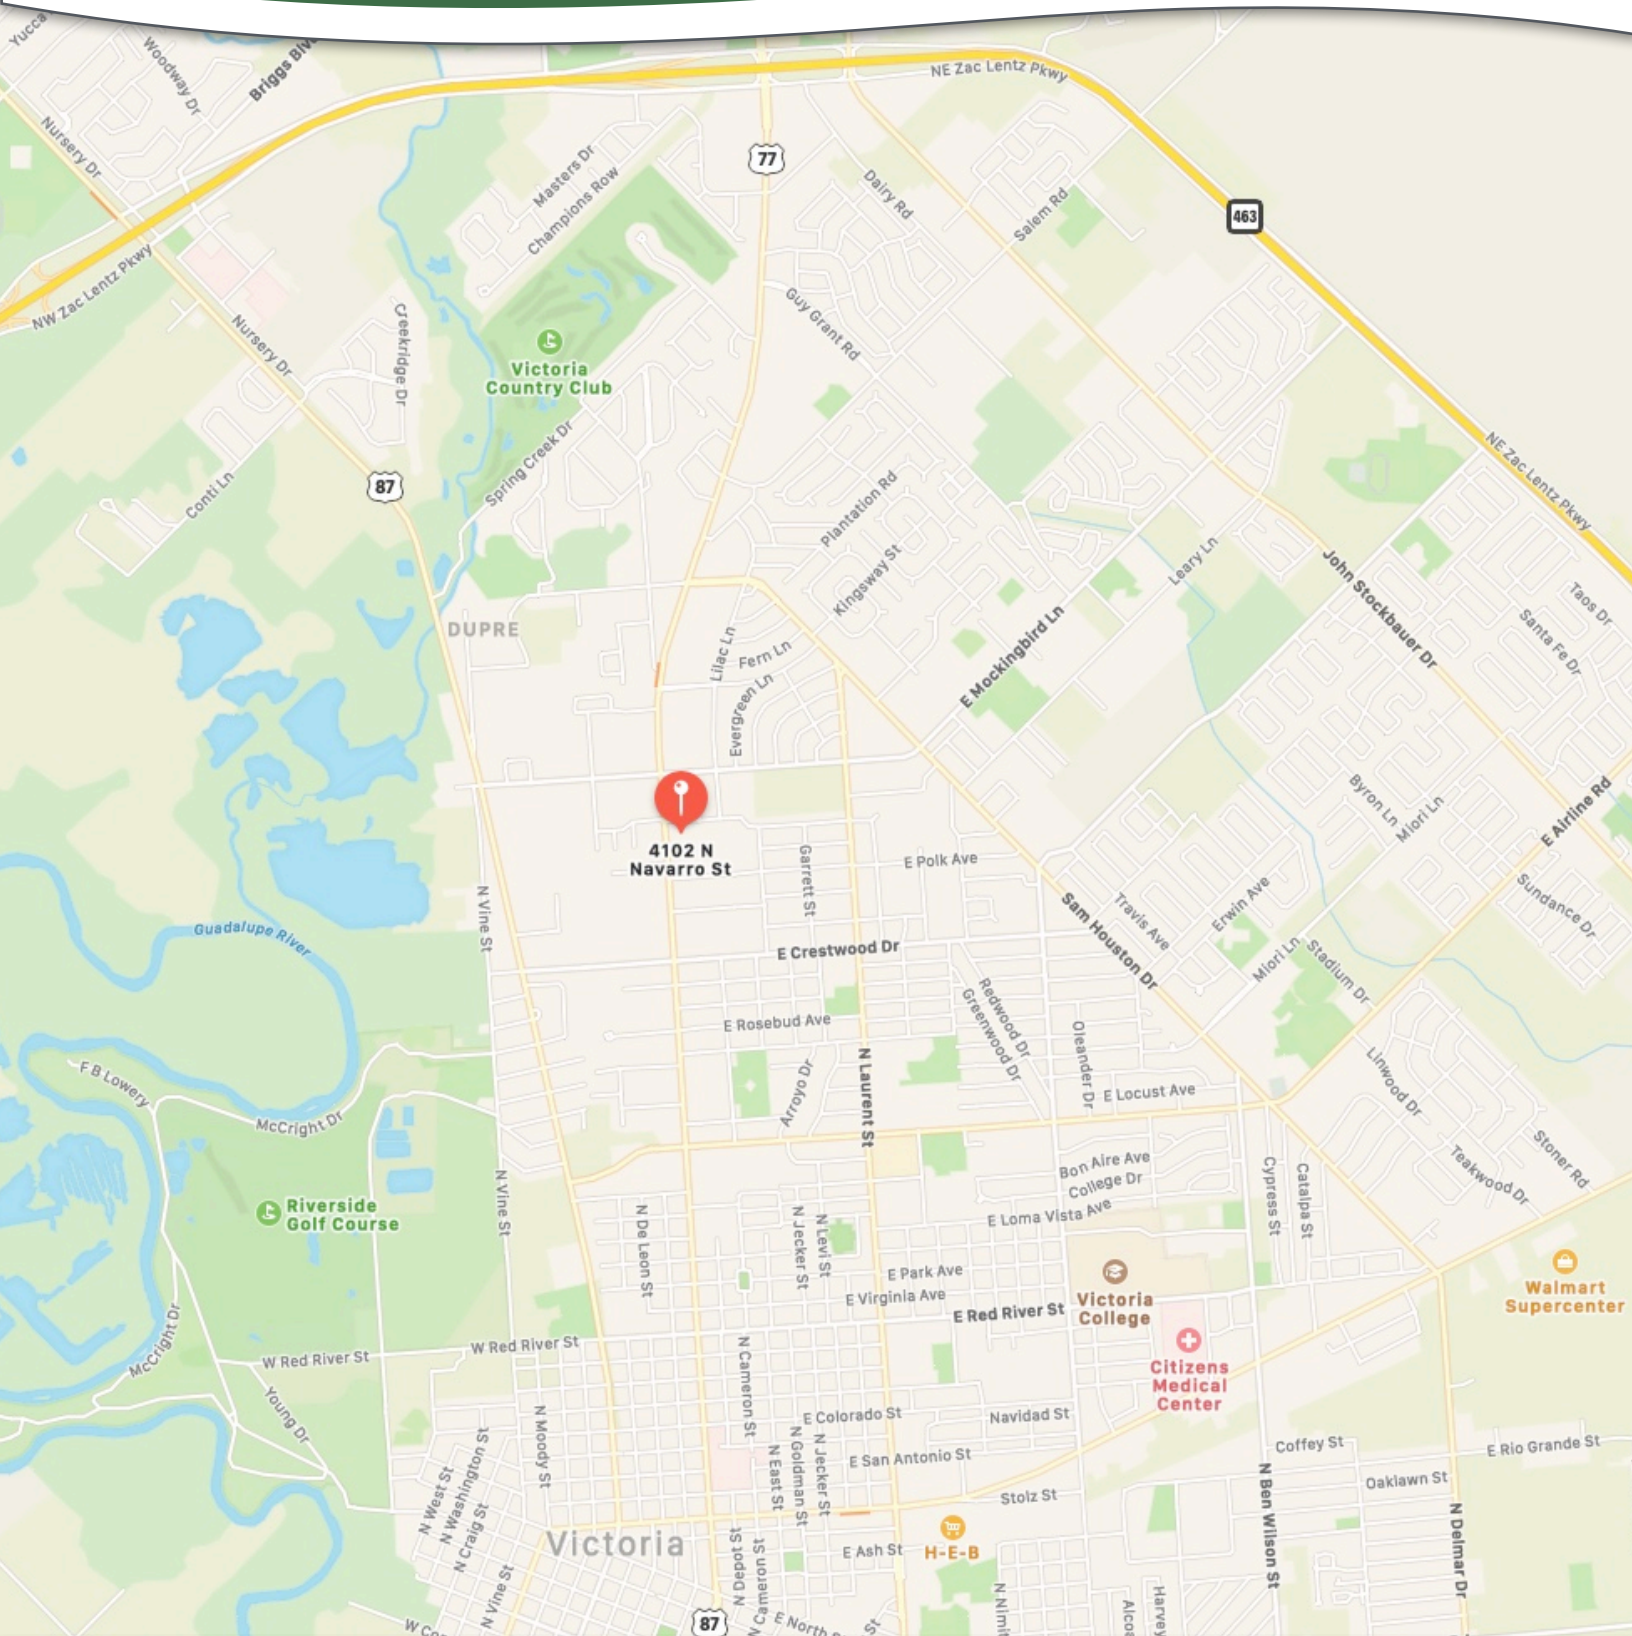 Yucca
Woodway Dr
Briggs Blv
NE Zac Lentz Pkwy
Nursery Dr
77
Masters Dr
Champions Row
Dairy Rd
Salem Rd
463
NW Zac Lentz Pkwy
Nursery Dr
Creekridge Dr
Guy Grant Rd
Victoria
Country Club
Spring Creek Dr
Conti Ln
87
Plantation Rd
Kingsway St
NE Zac Lentz Pkwy
Leary Ln
John Stockbauer Dr
Taos Dr
Santa Fe Dr
DUPRE
Lilac Ln
Fern Ln
Evergreen Ln
E Mockingbird Ln
4102 N
Navarro St
Byron Ln
Miori Ln
E Airline Rd
Garrett St
E Polk Ave
N Vine St
Guadalupe River
E Crestwood Dr
Sam Houston Dr
Travis Ave
Erwin Ave
Miori Ln
Stadium Dr
Sundance Dr
E Rosebud Ave
Redwood Dr
Greenwood Dr
Oleander Dr
N Laurent St
Arroyo Dr
E Locust Ave
Linwood Dr
F B Lowery
McCright Dr
Teakwood Dr
Stoner Rd
N Vine St
Bon Aire Ave
College Dr
E Loma Vista Ave
Cypress St
Catalpa St
Riverside
Golf Course
N De Leon St
N Jecker St
N Levi St
E Park Ave
E Virginia Ave
E Red River St
Victoria
College
Walmart
Supercenter
McCright Dr
W Red River St
W Red River St
Citizens
Medical
Center
Young Dr
N Moody St
N Cameron St
E Colorado St
Navidad St
N East St
N Goldman St
N Jecker St
E San Antonio St
Coffey St
E Rio Grande St
Oaklawn St
N West St
N Washington St
N Craig St
N Vine St
Stolz St
Victoria
N Depot St
N Cameron St
E Ash St
H-E-B
N Ben Wilson St
N Delmar Dr
87
E North
St
N Nimi
Alcoa
Harvey
W Co